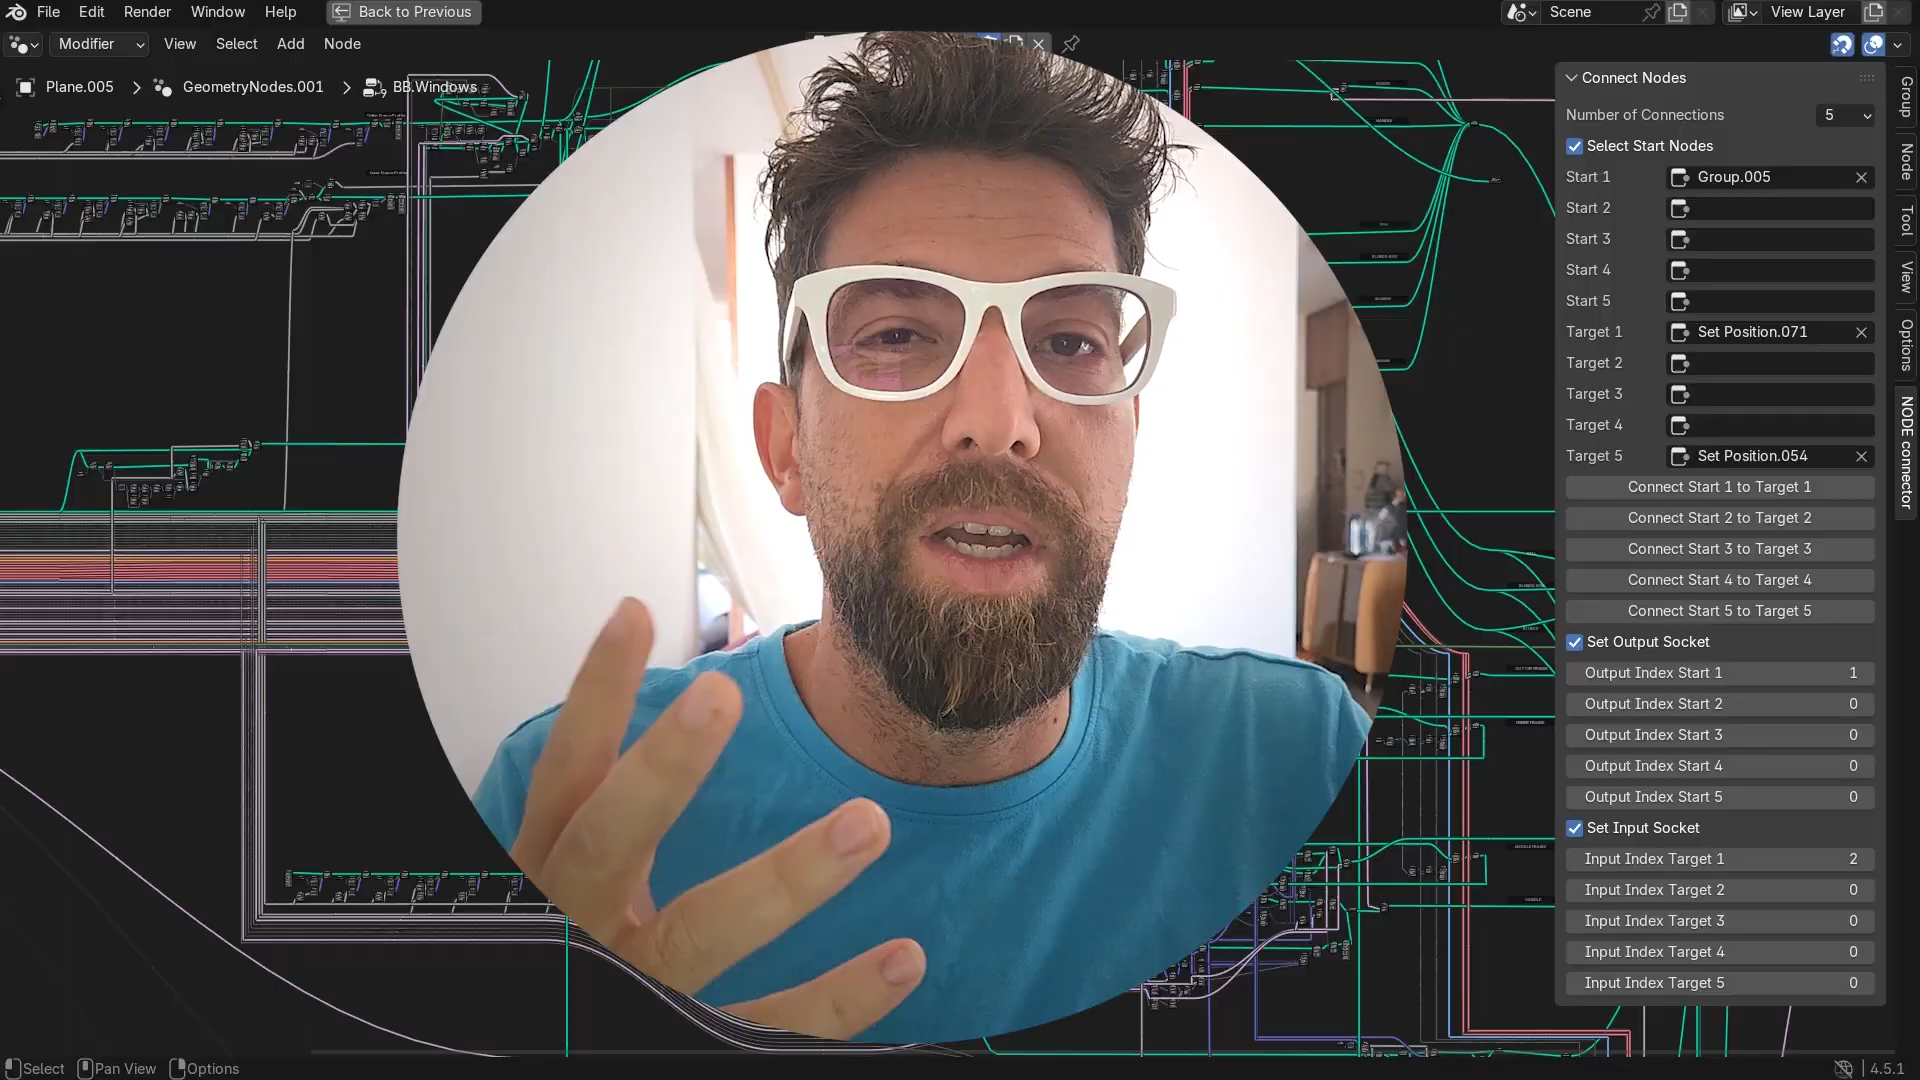 File Edit Render Window Help Back to Previous Scene View Layer
Modifier View Select Add Node
Plane.005 > GeometryNodes.001 > BB.Windows
Connect Nodes
Number of Connections 5
Select Start Nodes
Start 1 Group.005
Start 2
Start 3
Start 4
Start 5
Target 1 Set Position.071
Target 2
Target 3
Target 4
Target 5 Set Position.054
Connect Start 1 to Target 1
Connect Start 2 to Target 2
Connect Start 3 to Target 3
Connect Start 4 to Target 4
Connect Start 5 to Target 5
Set Output Socket
Output Index Start 1 1
Output Index Start 2 0
Output Index Start 3 0
Output Index Start 4 0
Output Index Start 5 0
Set Input Socket
Input Index Target 1 2
Input Index Target 2 0
Input Index Target 3 0
Input Index Target 4 0
Input Index Target 5 0
Group
Node
Tool
View
Options
NODE connector
Select Pan View Options 4.5.1